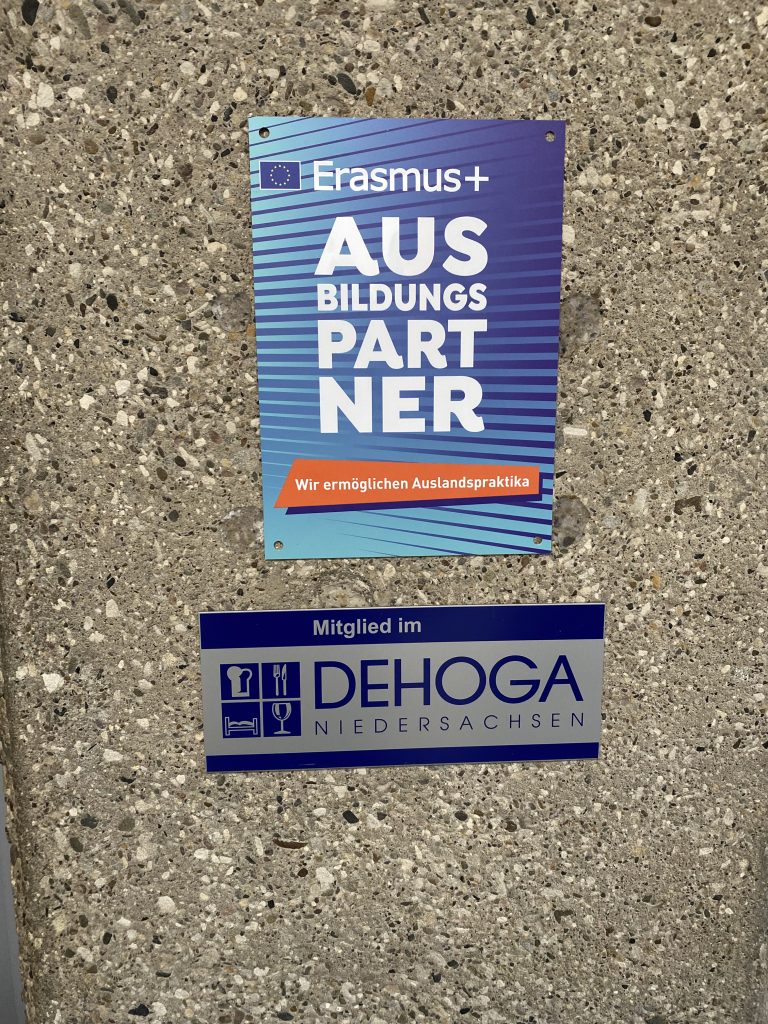 Erasmus+
AUS
BILDUNGS
PART
NER
Wir ermöglichen Auslandspraktika
Mitglied im
DEHOGA
NIEDERSACHSEN